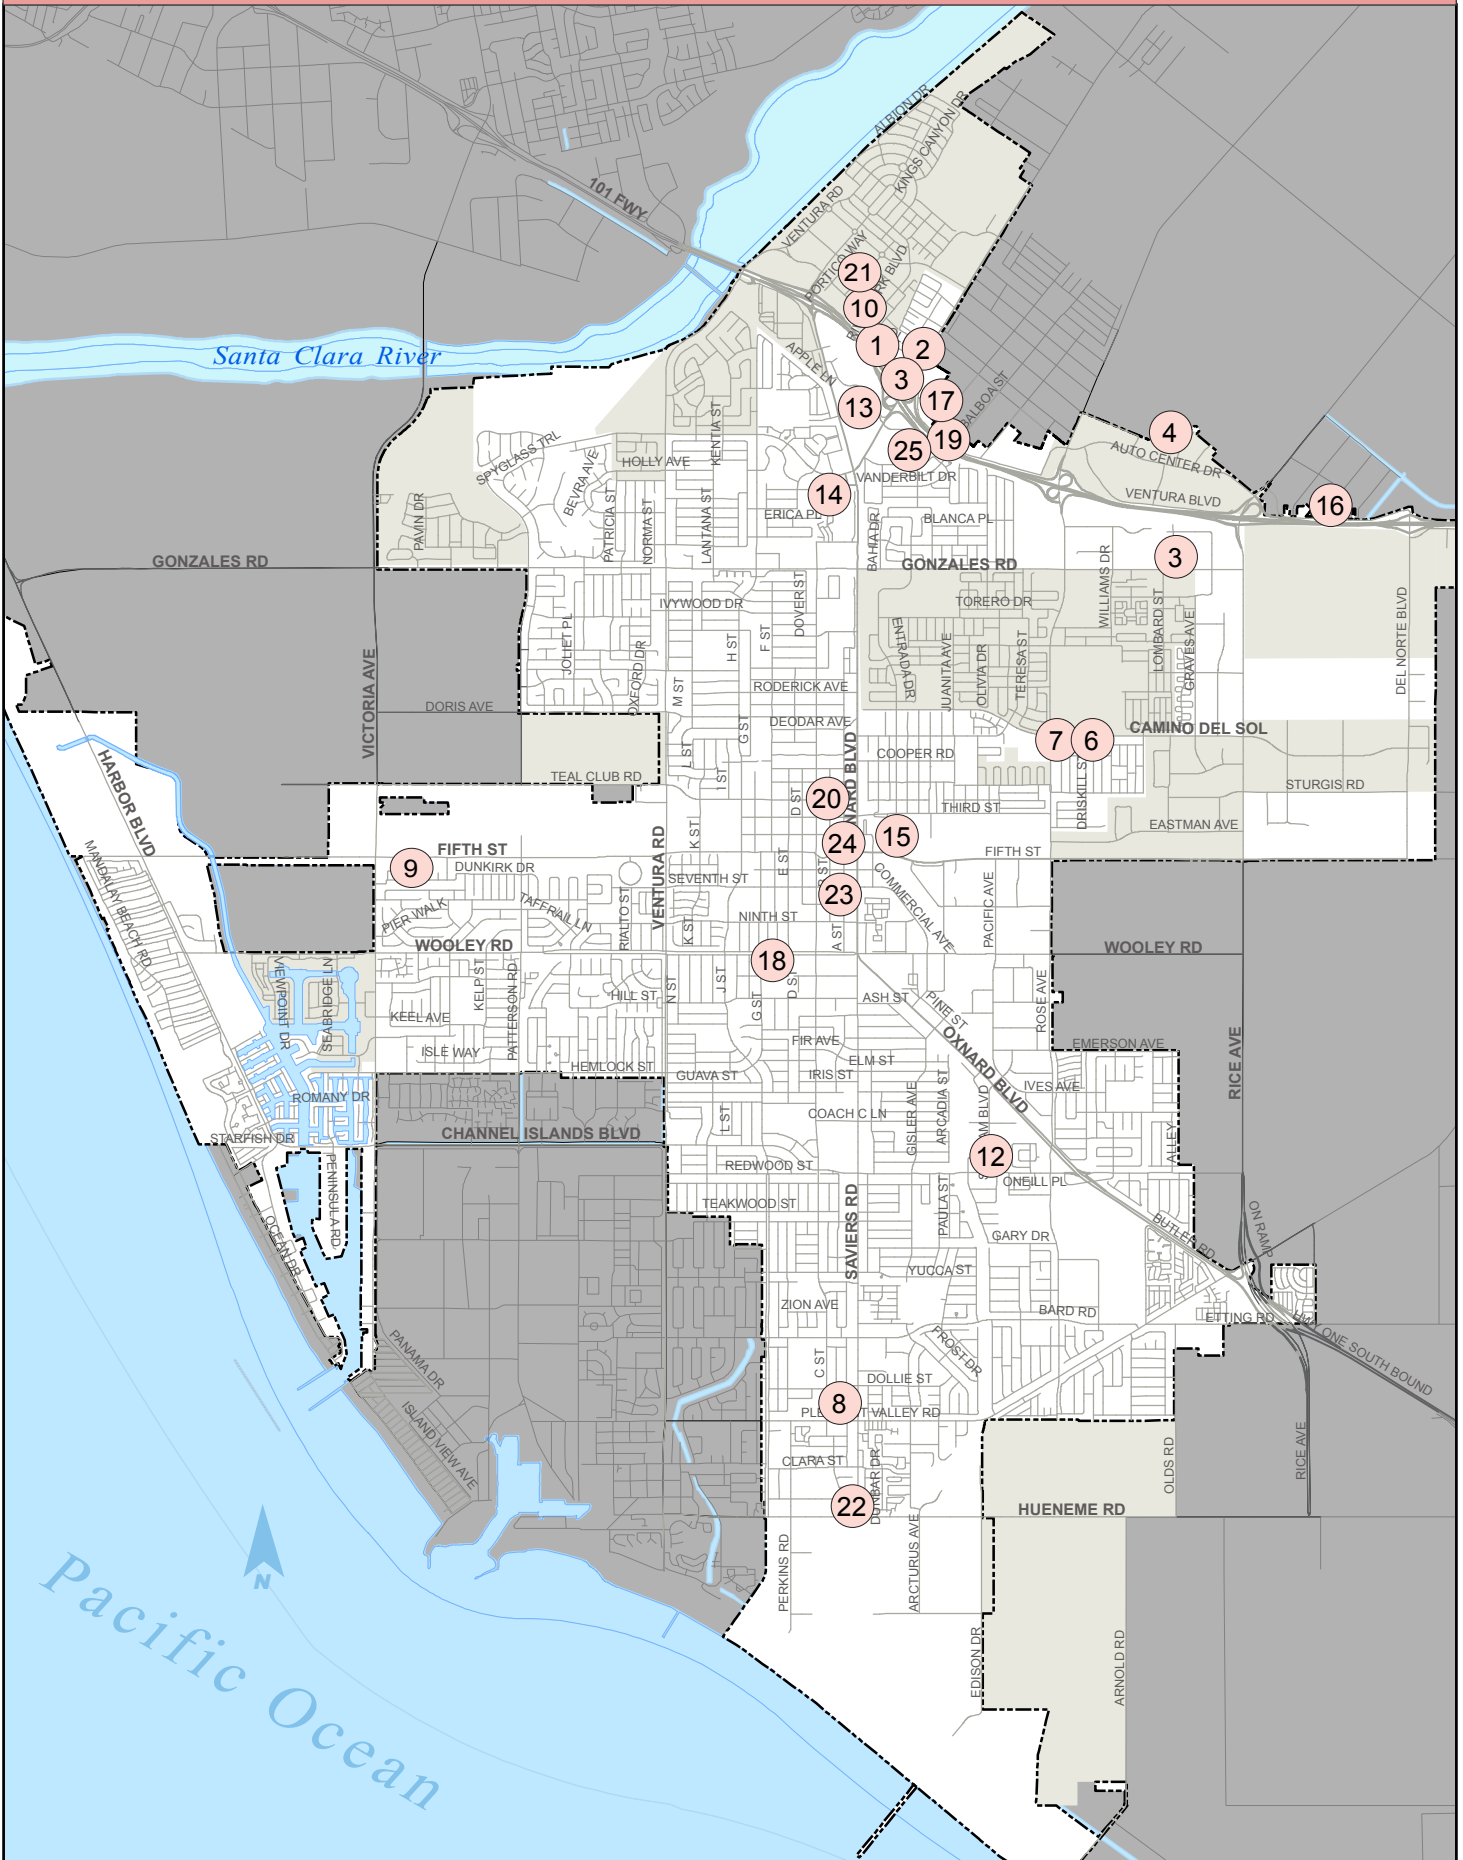 ALBION DR
KINGS CANYON DR
101 FWY
VENTURA RD
PORTICO WAY
21
10
1
2
Santa Clara River
APPLE LN
3
17
13
BALBOA ST
4
KENTIA ST
25
19
SPYGLASS TRL
AUTO CENTER DR
HOLLY AVE
BEVRA AVE
VANDERBILT DR
14
VENTURA BLVD
16
PAVIN DR
PATRICIA ST
NORMA ST
LANTANA ST
ERICA PL
BLANCA PL
BAHIA DR
3
GONZALES RD
GONZALES RD
WILLIAMS DR
IVYWOOD DR
DOVER ST
TORERO DR
LOMBARD ST
DEL NORTE BLVD
JOLIET PL
H ST
F ST
ENTRADA DR
JUANITA AVE
OLIVIA DR
TERESA ST
GRAVES AVE
VICTORIA AVE
OXFORD DR
M ST
RODERICK AVE
DORIS AVE
G ST
DEODAR AVE
CAMINO DEL SOL
7
6
L ST
COOPER RD
HARBOR BLVD
TEAL CLUB RD
I ST
DRISKILL ST
STURGIS RD
D ST
20
THIRD ST
K ST
15
EASTMAN AVE
24
MANDALAY BEACH RD
FIFTH ST
FIFTH ST
9
DUNKIRK DR
VENTURA RD
E ST
SEVENTH ST
COMMERCIAL AVE
23
PIER WALK
TAFFRAIL LN
RIALTO ST
PACIFIC AVE
NINTH ST
K ST
A ST
WOOLEY RD
WOOLEY RD
18
VIEWPOINT DR
SEABRIDGE LN
KELP ST
PATTERSON RD
N ST
J ST
D ST
HILL ST
G ST
ASH ST
PINE ST
ROSE AVE
KEEL AVE
OXNARD BLVD
RICE AVE
ISLE WAY
FIR AVE
EMERSON AVE
ELM ST
HEMLOCK ST
GUAVA ST
IRIS ST
IVES AVE
ROMANY DR
L ST
COACH C LN
GISLER AVE
ARCADIA ST
STARFISH DR
CHANNEL ISLANDS BLVD
ALLEY
12
REDWOOD ST
PENINSULA RD
ONEILL PL
TEAKWOOD ST
PAULA ST
OCEAN DR
SAVIERS RD
GARY DR
BUTLER RD
ON RAMP
YUCCA ST
ZION AVE
BARD RD
ETTING RD
PANAMA DR
FROST DR
C ST
DOLLIE ST
8
ISLAND VIEW AVE
CLARA ST
DUNBAR DR
OLDS RD
RICE AVE
22
HUENEME RD
N
PERKINS RD
ARCTURUS AVE
EDISON DR
ARNOLD RD
Pacific Ocean